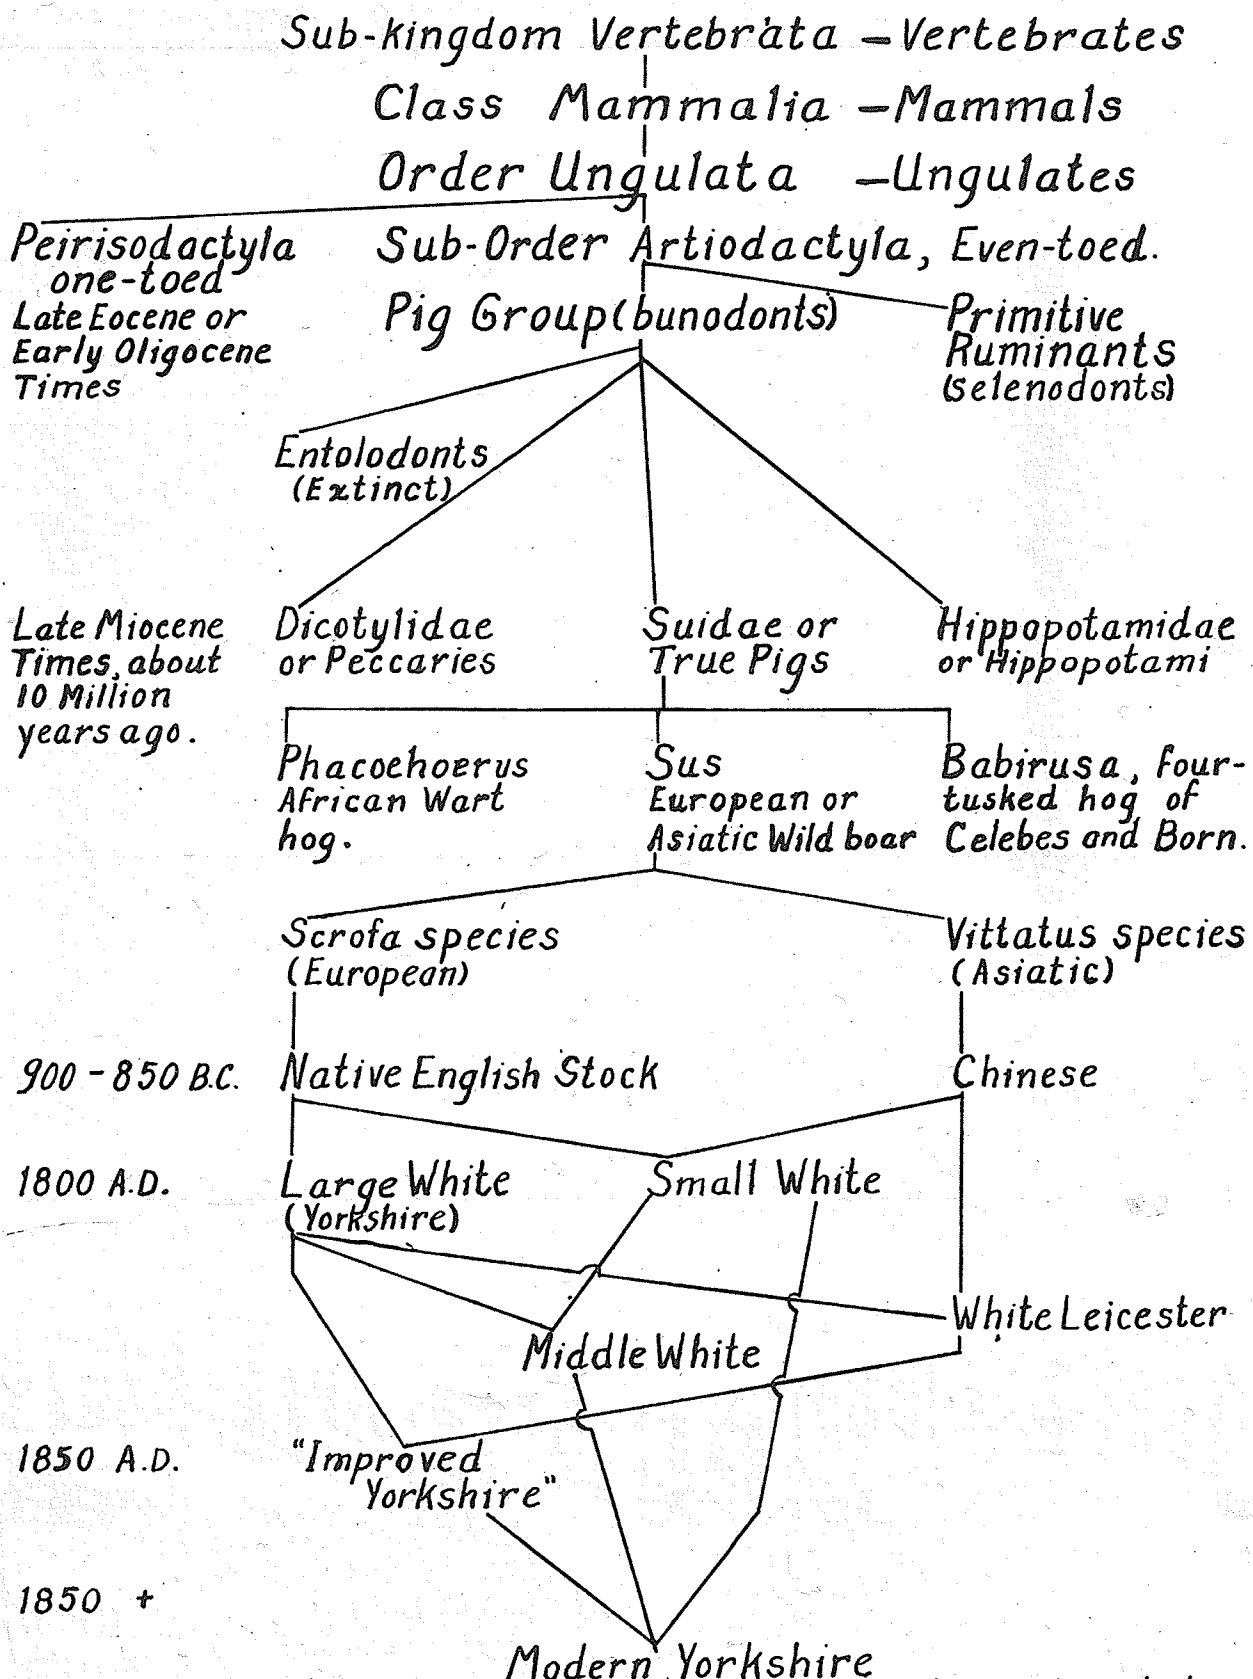 Sub-kingdom Vertebrata – Vertebrates
Class Mammalia – Mammals
Order Ungulata – Ungulates
Peirisodactyla
one-toed
Sub-Order Artiodactyla, Even-toed.
Late Eocene or
Early Oligocene
Times
Pig Group (bunodonts)
Primitive
Ruminants
(selenodonts)
Entolodonts
(Extinct)
Late Miocene
Times, about
10 Million
years ago.
Dicotylidae
or Peccaries
Suidae or
True Pigs
Hippopotamidae
or Hippopotami
Phacoehoerus
African Wart
hog.
Sus
European or
Asiatic Wild boar
Babirusa, four-
tusked hog of
Celebes and Born.
Scrofa species
(European)
Vittatus species
(Asiatic)
900 - 850 B.C.
Native English Stock
Chinese
1800 A.D.
Large White
(Yorkshire)
Small White
White Leicester
Middle White
1850 A.D.
"Improved
Yorkshire"
1850 +
Modern Yorkshire